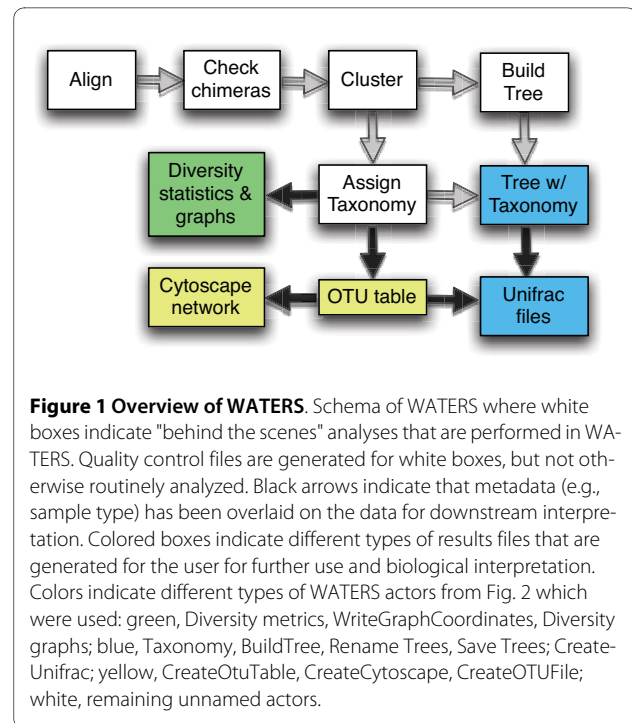 Align
Check
chimeras
Cluster
Build
Tree
Diversity
statistics &
graphs
Assign
Taxonomy
Tree w/
Taxonomy
Cytoscape
network
OTU table
Unifrac
files
Figure 1 Overview of WATERS. Schema of WATERS where white
boxes indicate "behind the scenes" analyses that are performed in WA-
TERS. Quality control files are generated for white boxes, but not oth-
erwise routinely analyzed. Black arrows indicate that metadata (e.g.,
sample type) has been overlaid on the data for downstream interpre-
tation. Colored boxes indicate different types of results files that are
generated for the user for further use and biological interpretation.
Colors indicate different types of WATERS actors from Fig. 2 which
were used: green, Diversity metrics, WriteGraphCoordinates, Diversity
graphs; blue, Taxonomy, BuildTree, Rename Trees, Save Trees; Create-
Unifrac; yellow, CreateOtuTable, CreateCytoscape, CreateOTUFile;
white, remaining unnamed actors.